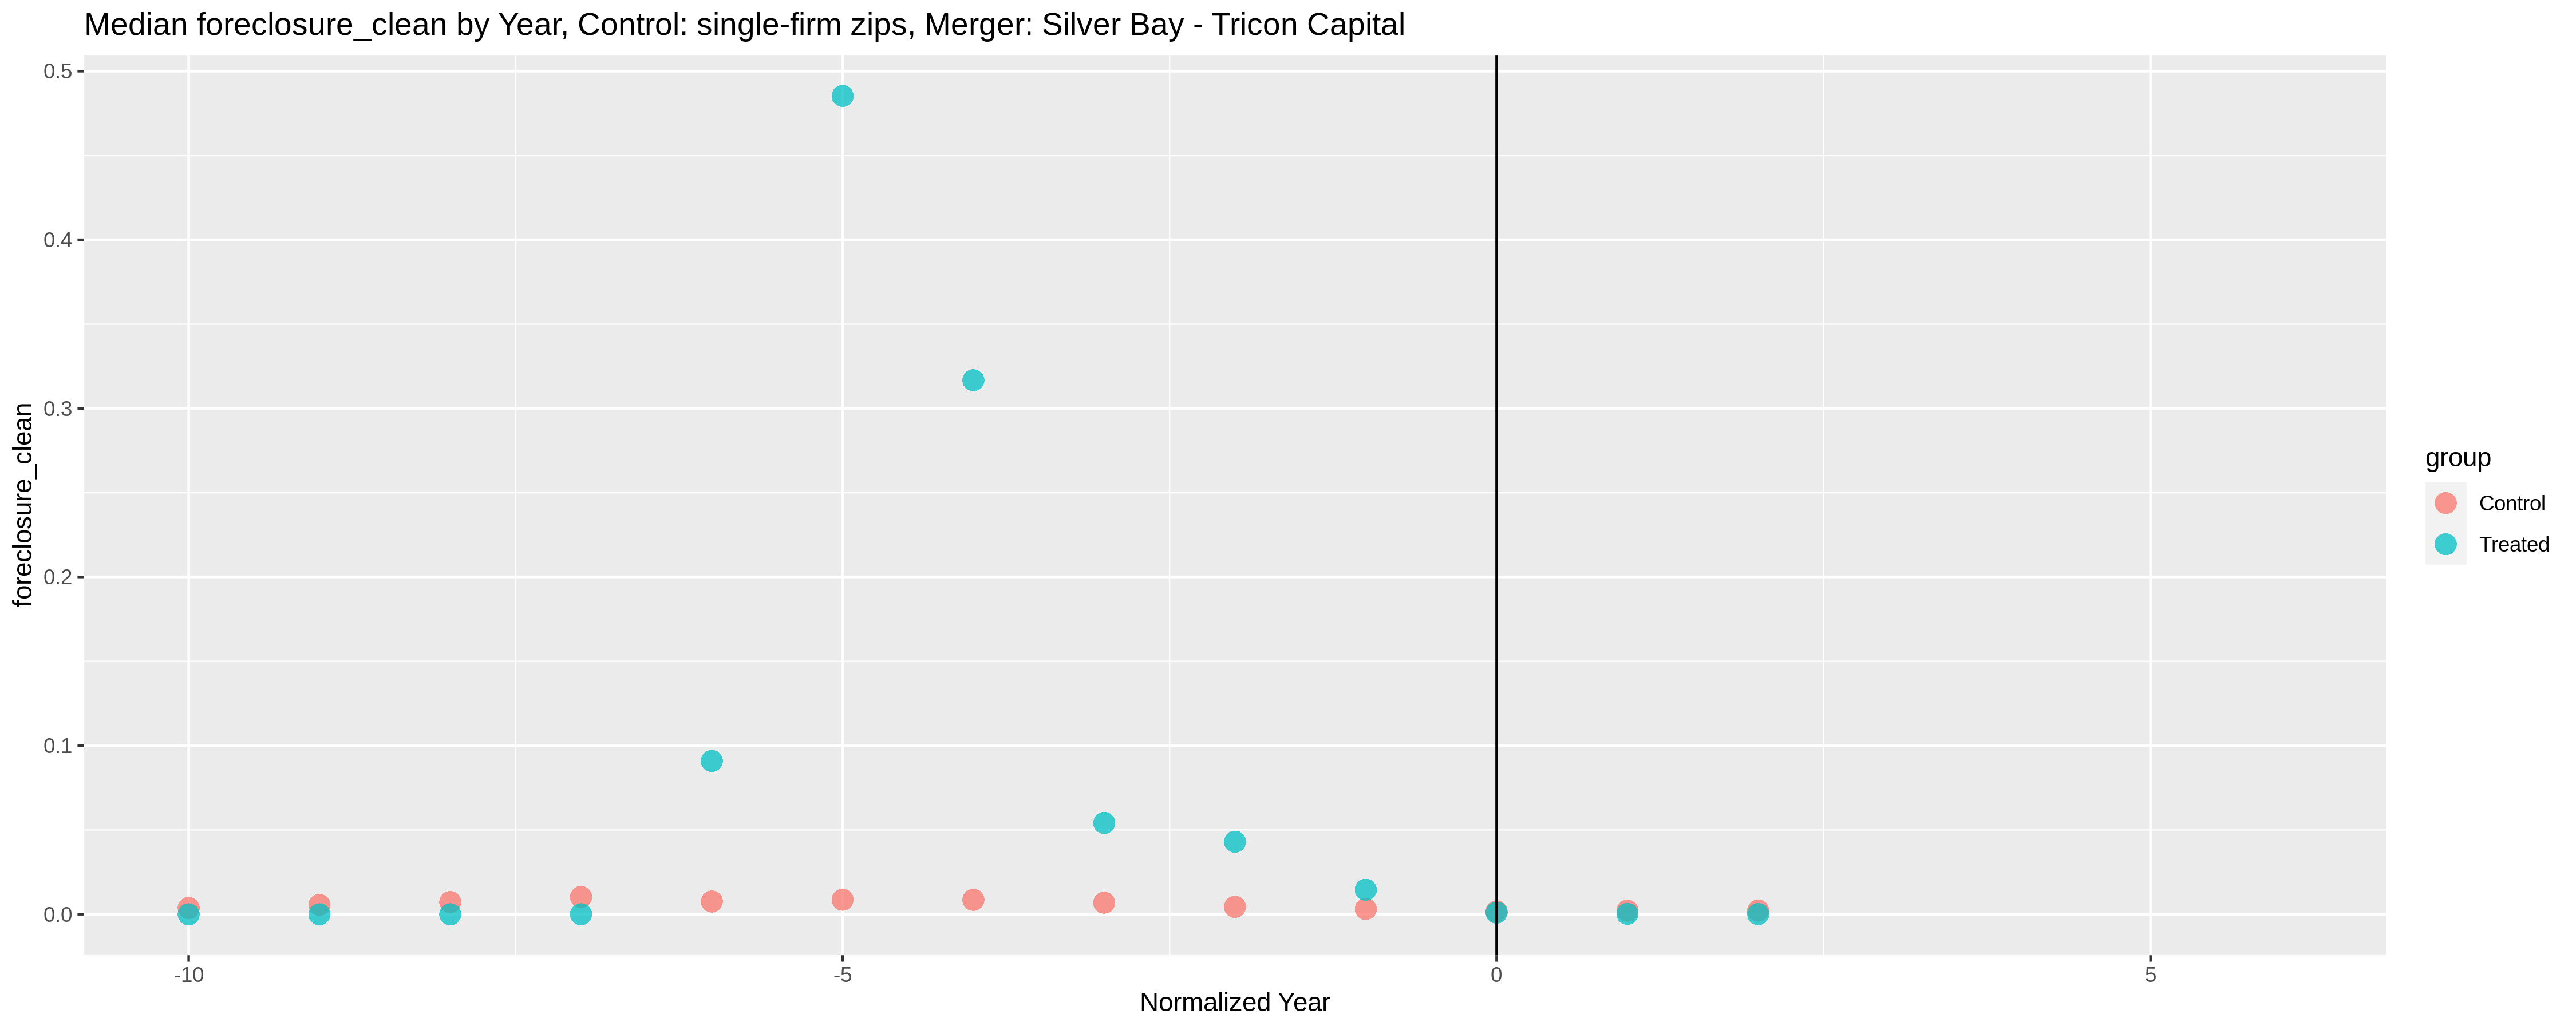 Median foreclosure_clean by Year, Control: single-firm zips, Merger: Silver Bay - Tricon Capital
foreclosure_clean
0.5
0.4
0.3
0.2
0.1
0.0
-10
-5
0
5
Normalized Year
group
Control
Treated